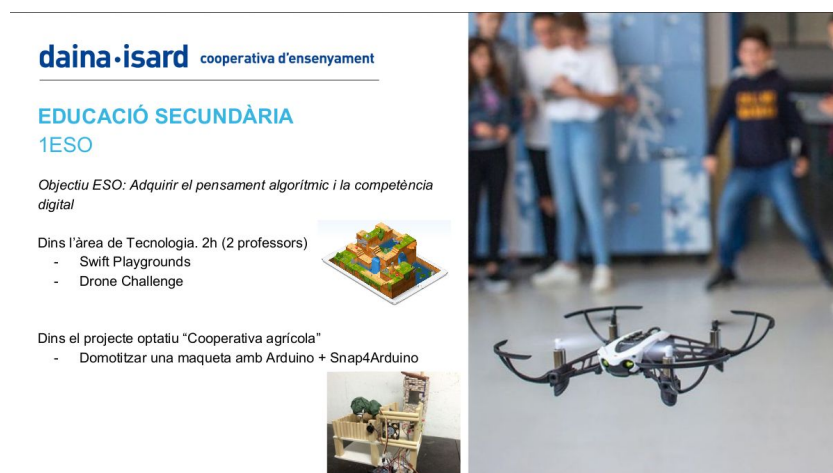 daina·isard cooperativa d'ensenyament
EDUCACIÓ SECUNDÀRIA
1ESO
Objectiu ESO: Adquirir el pensament algorítmic i la competència
digital
Dins l'àrea de Tecnologia. 2h (2 professors)
- Swift Playgrounds
- Drone Challenge
Dins el projecte optatiu “Cooperativa agrícola”
- Domotitzar una maqueta amb Arduino + Snap4Arduino